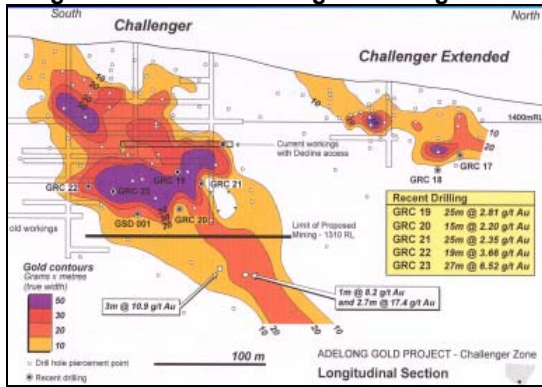 South
Challenger
North
Challenger Extended
1400mRL
Current workings
with Decline access
GRC 17
GRC 18
GRC 19
GRC 21
GRC 22
GRC 23
GRC 20
GSD 001
old workings
Limit of Proposed
Mining - 1310 RL
Recent Drilling
GRC 19 25m @ 2.81 g/t Au
GRC 20 15m @ 2.20 g/t Au
GRC 21 25m @ 2.35 g/t Au
GRC 22 19m @ 3.66 g/t Au
GRC 23 27m @ 6.52 g/t Au
Gold contours
Grams x metres
(true width)
50
30
20
10
3m @ 10.9 g/t Au
1m @ 8.2 g/t Au
and 2.7m @ 17.4 g/t Au
10
20
20
10
Drill hole piercement point
Recent drilling
100 m
ADELONG GOLD PROJECT - Challenger Zone
Longitudinal Section